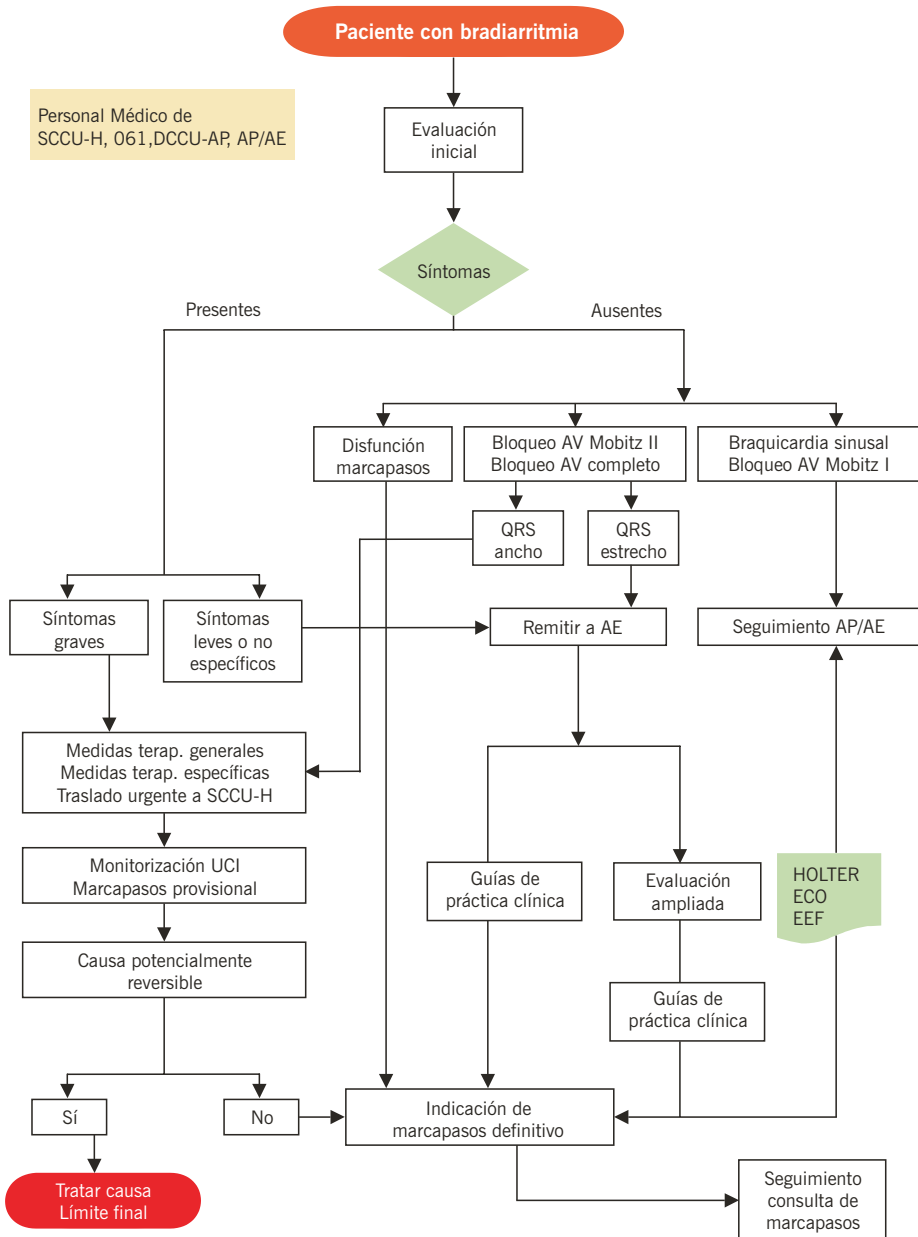 Paciente con bradiarritmia
Personal Médico de
SCCU-H, 061,DCCU-AP, AP/AE
Evaluación
inicial
Síntomas
Presentes
Ausentes
Disfunción
marcapasos
Bloqueo AV Mobitz II
Bloqueo AV completo
Braquicardia sinusal
Bloqueo AV Mobitz I
QRS
ancho
QRS
estrecho
Síntomas
graves
Síntomas
leves o no
específicos
Remitir a AE
Seguimiento AP/AE
Medidas terap. generales
Medidas terap. específicas
Traslado urgente a SCCU-H
Monitorización UCI
Marcapasos provisional
Guías de
práctica clínica
Evaluación
ampliada
HOLTER
ECO
EEF
Causa potencialmente
reversible
Guías de
práctica clínica
Sí
No
Indicación de
marcapasos definitivo
Tratar causa
Límite final
Seguimiento
consulta de
marcapasos